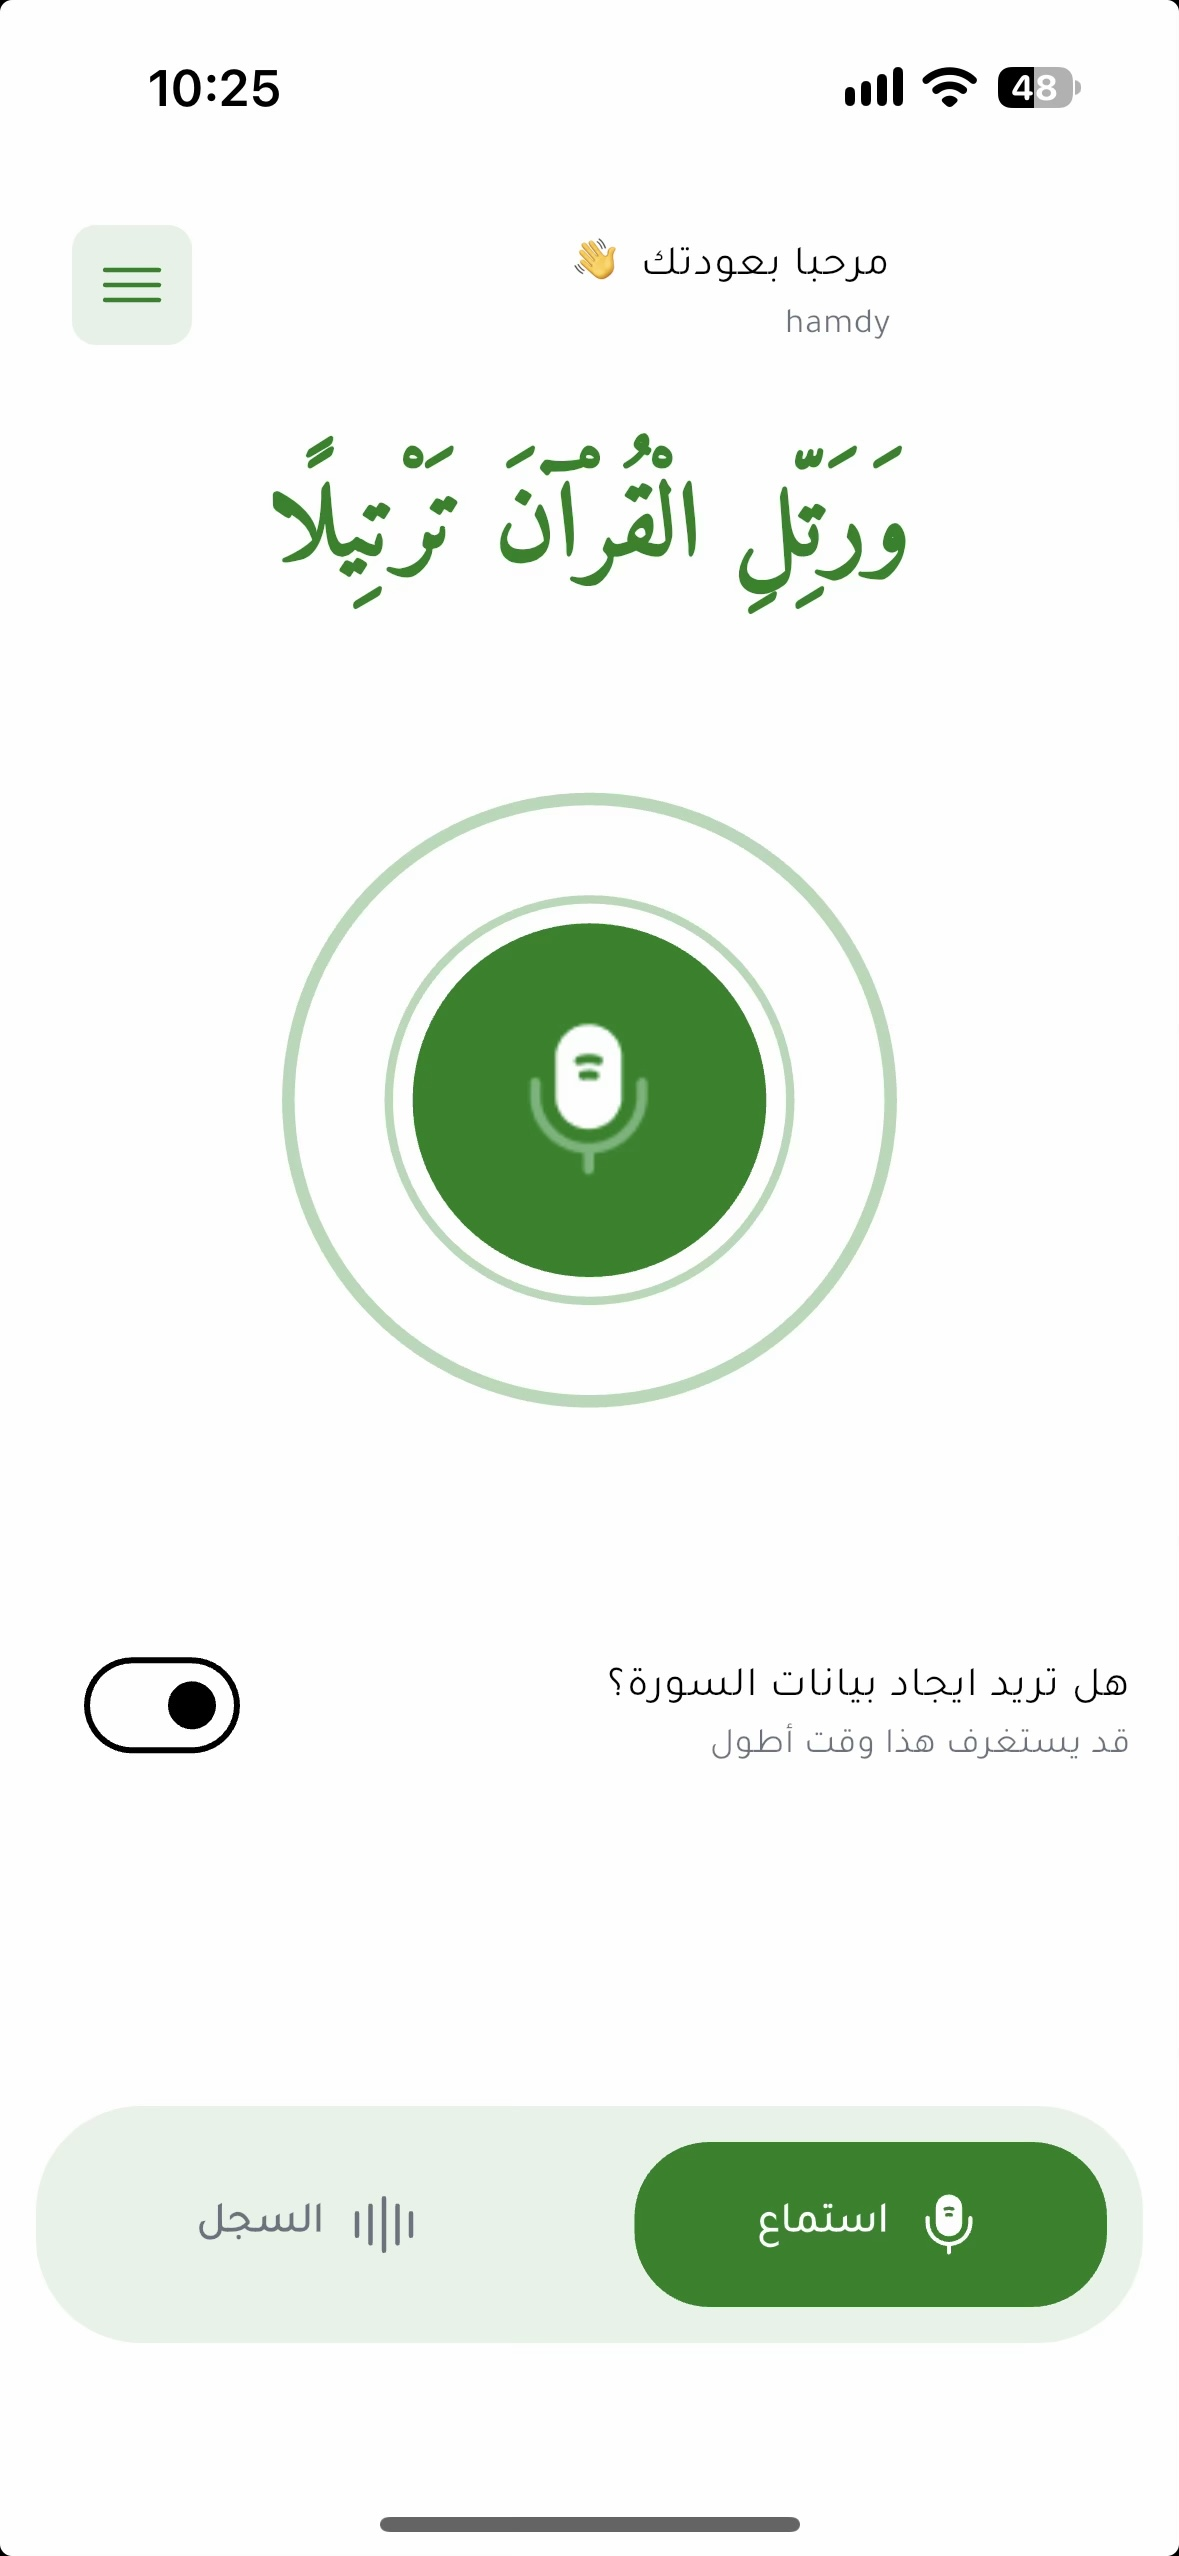 10:25
48
مرحبا بعودتك 👋
hamdy
وَرَتِّلِ الْقُرْآنَ تَرْتِيلًا
هل تريد ايجاد بيانات السورة؟
قد يستغرف هذا وقت أطول
استماع
السجل